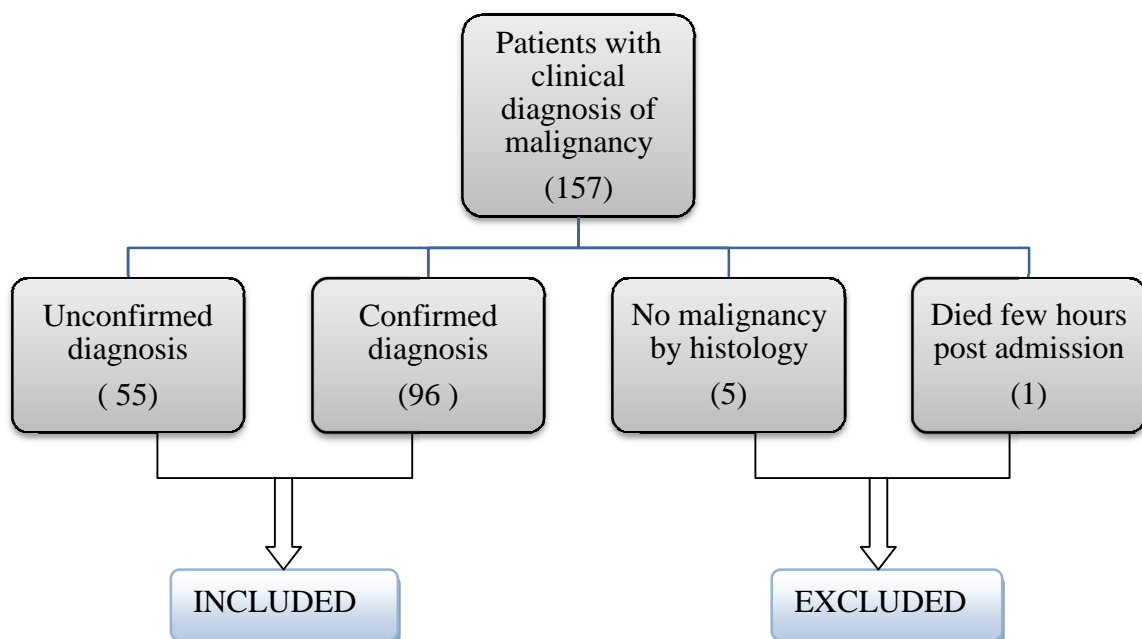 Patients with
clinical
diagnosis of
malignancy
(157)
Unconfirmed
diagnosis
( 55)
Confirmed
diagnosis
(96 )
No malignancy
by histology
(5)
Died few hours
post admission
(1)
INCLUDED
EXCLUDED